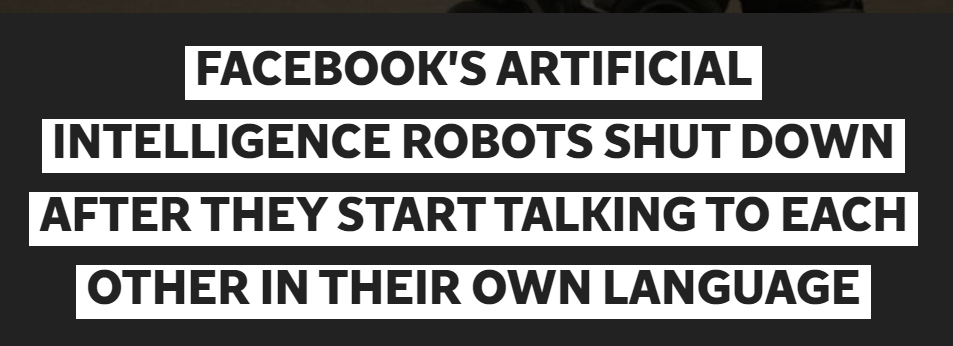 FACEBOOK'S ARTIFICIAL
INTELLIGENCE ROBOTS SHUT DOWN
AFTER THEY START TALKING TO EACH
OTHER IN THEIR OWN LANGUAGE